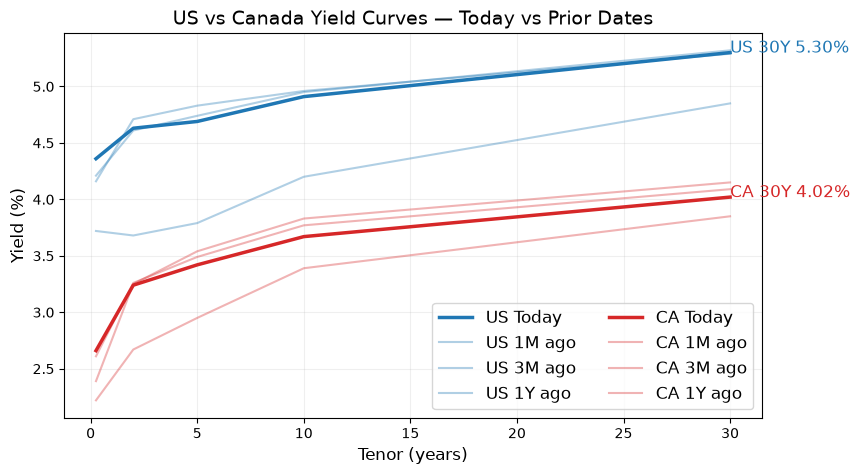 US vs Canada Yield Curves — Today vs Prior Dates
US 30Y 5.30%
CA 30Y 4.02%
Yield (%)
5.0
4.5
4.0
3.5
3.0
2.5
US Today
US 1M ago
US 3M ago
US 1Y ago
CA Today
CA 1M ago
CA 3M ago
CA 1Y ago
0 5 10 15 20 25 30
Tenor (years)